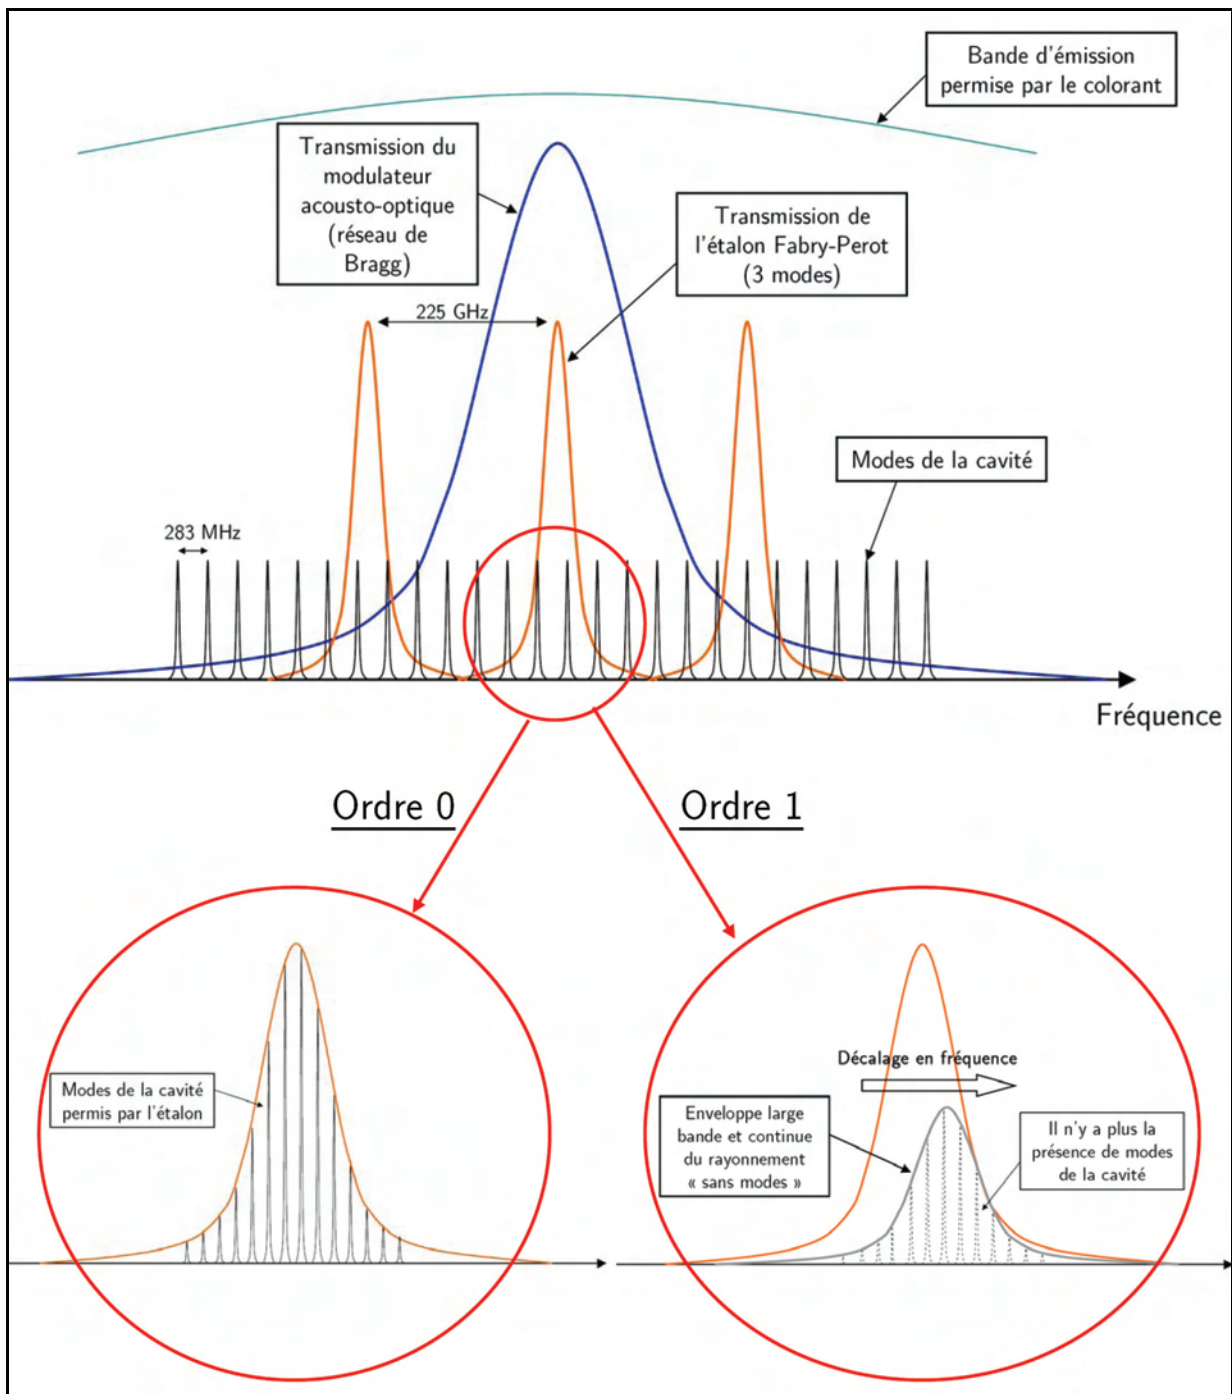 Bande d'émission
permise par le colorant
Transmission du
modulateur
acousto-optique
(réseau de
Bragg)
Transmission de
l'étalon Fabry-Perot
(3 modes)
225 GHz
Modes de la cavité
283 MHz
Fréquence
Ordre 0
Ordre 1
Modes de la cavité
permis par l'étalon
Décalage en fréquence
Enveloppe large
bande et continue
du rayonnement
« sans modes »
Il n'y a plus la
présence de modes
de la cavité